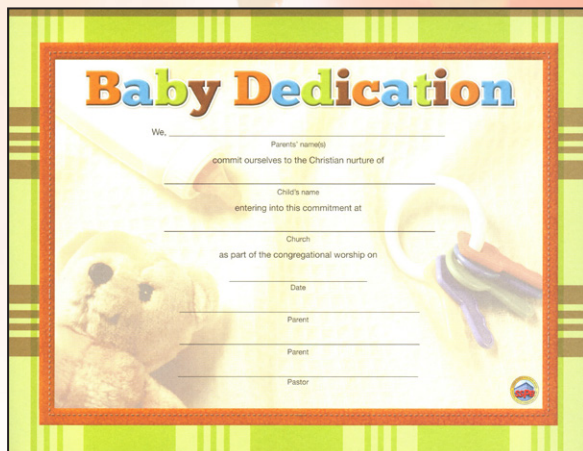 Baby Dedication
We,
Parents' name(s)
commit ourselves to the Christian nurture of
Child's name
entering into this commitment at
Church
as part of the congregational worship on
Date
Parent
Parent
Pastor